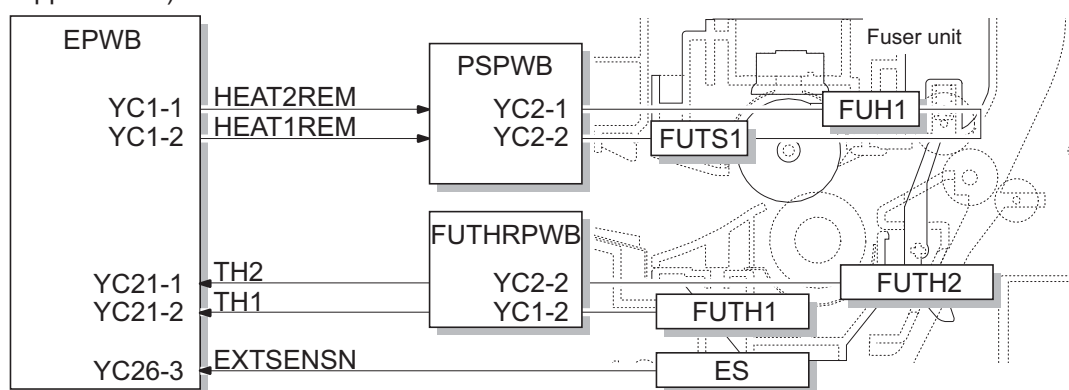 EPWB
YC1-1
YC1-2
YC21-1
YC21-2
YC26-3
HEAT2REM
HEAT1REM
TH2
TH1
EXTSENSN
PSPWB
YC2-1
YC2-2
FUTHRPWB
YC2-2
YC1-2
Fuser unit
FUH1
FUTS1
FUTH2
FUTH1
ES